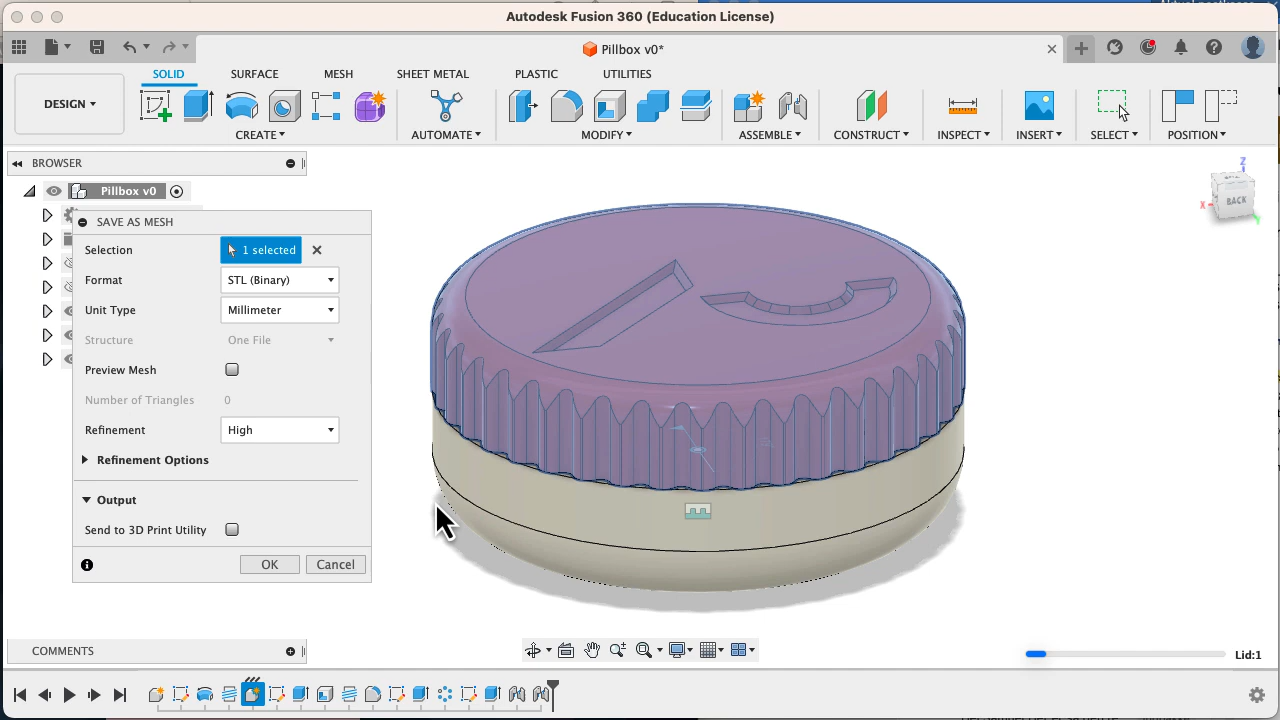 Autodesk Fusion 360 (Education License)
Pillbox v0*
DESIGN
SOLID SURFACE MESH SHEET METAL PLASTIC UTILITIES
CREATE AUTOMATE MODIFY ASSEMBLE CONSTRUCT INSPECT INSERT SELECT POSITION
BROWSER
Pillbox v0
SAVE AS MESH
Selection 1 selected
Format STL (Binary)
Unit Type Millimeter
Structure One File
Preview Mesh
Number of Triangles 0
Refinement High
Refinement Options
Output
Send to 3D Print Utility
OK Cancel
Z
X BACK Y
COMMENTS
Lid:1